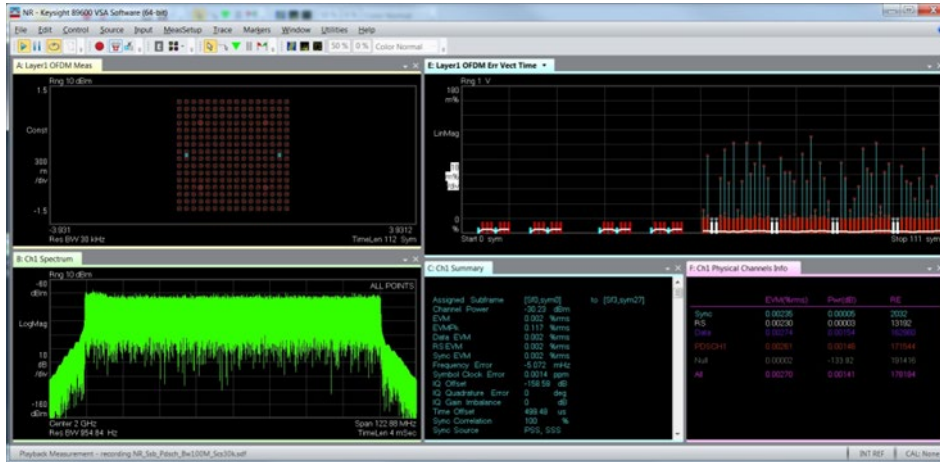 NR - Keysight 89600 VSA Software (64-bit)
File Edit Control Source Input MeasSetup Trace Markers Window Utilities Help
50 % 0 % Color Normal
A: Layer1 OFDM Meas
Rng 10 dBm
1.5
Const
300
m
/div
-1.5
-3.931 3.9312
Res BW 30 kHz TimeLen 112 Sym
E: Layer1 OFDM Err Vect Time
Rng 1 V
180
m%
LinMag
18
m%
/div
0
%
Start 0 sym Stop 111 sym
B: Ch1 Spectrum
Rng 10 dBm
-60
dBm
ALL POINTS
LogMag
10
dB
/div
-160
dBm
Center 2 GHz Span 122.88 MHz
Res BW 954.84 Hz TimeLen 4 mSec
C: Ch1 Summary
Assigned Subframe [Sf0,sym0] to [Sf3,sym27]
Channel Power -30.23 dBm
EVM 0.002 %rms
EVMPk 0.117 %rms
Data EVM 0.002 %rms
RS EVM 0.002 %rms
Sync EVM 0.002 %rms
Frequency Error -5.072 mHz
Symbol Clock Error 0.0014 ppm
IQ Offset -158.58 dB
IQ Quadrature Error 0 deg
IQ Gain Imbalance 0 dB
Time Offset 499.48 us
Sync Correlation 100 %
Sync Source PSS, SSS
F: Ch1 Physical Channels Info
EVM(%rms) Pwr(dB) RE
Sync 0.00235 0.00005 2032
RS 0.00230 0.00003 13192
Data 0.00274 0.00154
PDSCH1 0.00261 0.00146 171544
Null 0.00002 -133.92 191416
All 0.00270 0.00141 176184
Playback Measurement - recording NR_Ssb_Pdsch_Bw100M_Scs30k.sdf INT REF CAL: None